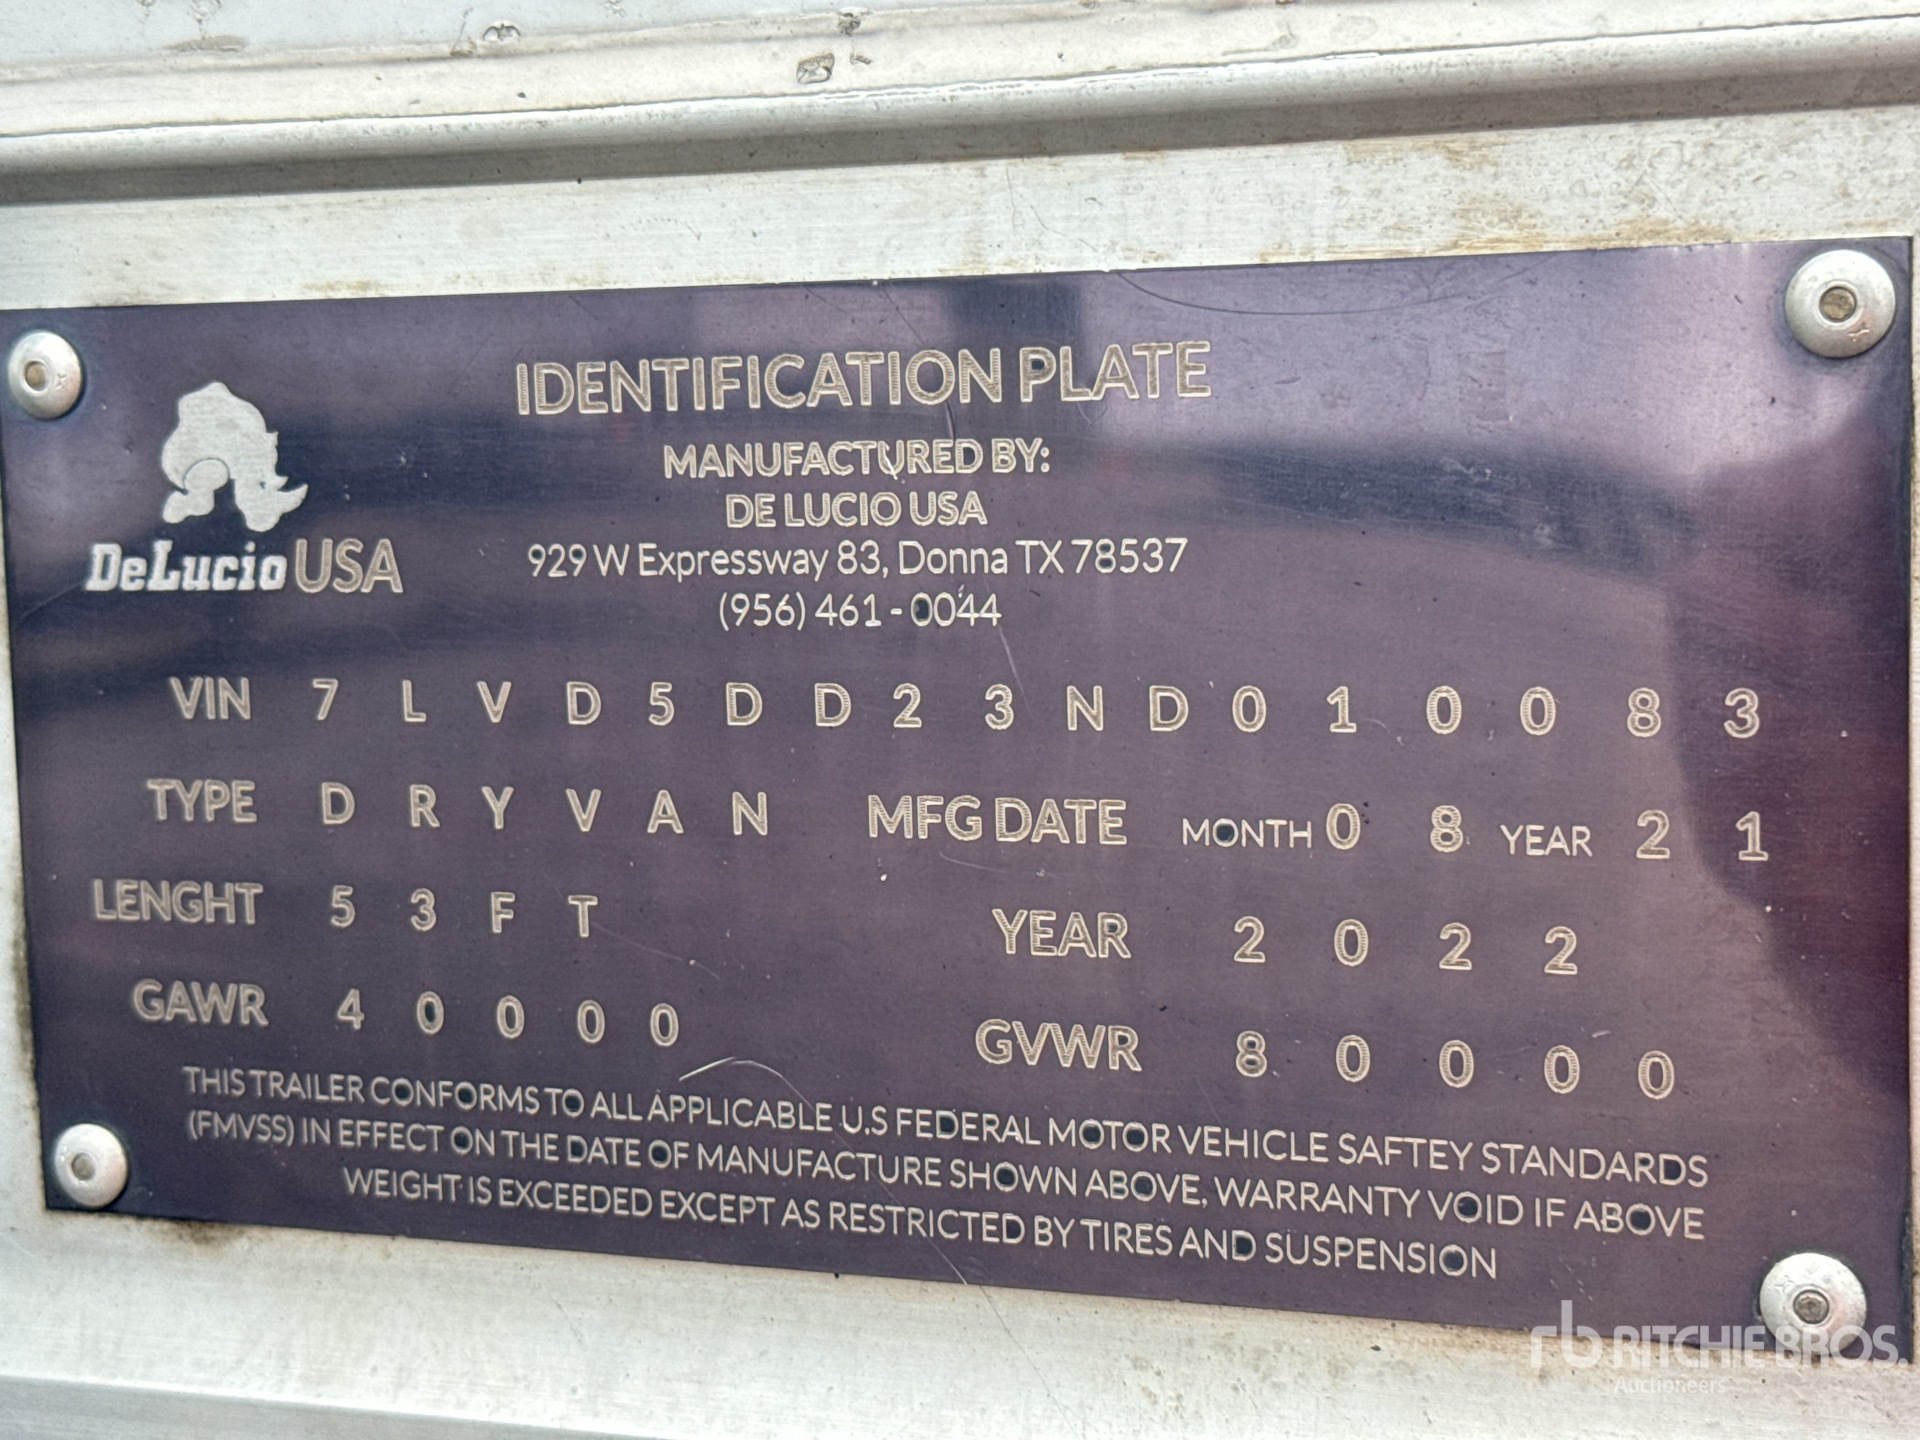 IDENTIFICATION PLATE
MANUFACTURED BY:
DE LUCIO USA
DeLucio USA
929 W Expressway 83, Donna TX 78537
(956) 461 - 0044
VIN 7 L V D 5 D D 2 3 N D 0 1 0 0 8 3
TYPE D R Y V A N MFG DATE MONTH 0 8 YEAR 2 1
LENGHT 5 3 F T YEAR 2 0 2 2
GAWR 4 0 0 0 0 GVWR 8 0 0 0 0
THIS TRAILER CONFORMS TO ALL APPLICABLE U.S FEDERAL MOTOR VEHICLE SAFTEY STANDARDS
(FMVSS) IN EFFECT ON THE DATE OF MANUFACTURE SHOWN ABOVE, WARRANTY VOID IF ABOVE
WEIGHT IS EXCEEDED EXCEPT AS RESTRICTED BY TIRES AND SUSPENSION
rb RITCHIE BROS.
Auctioneers